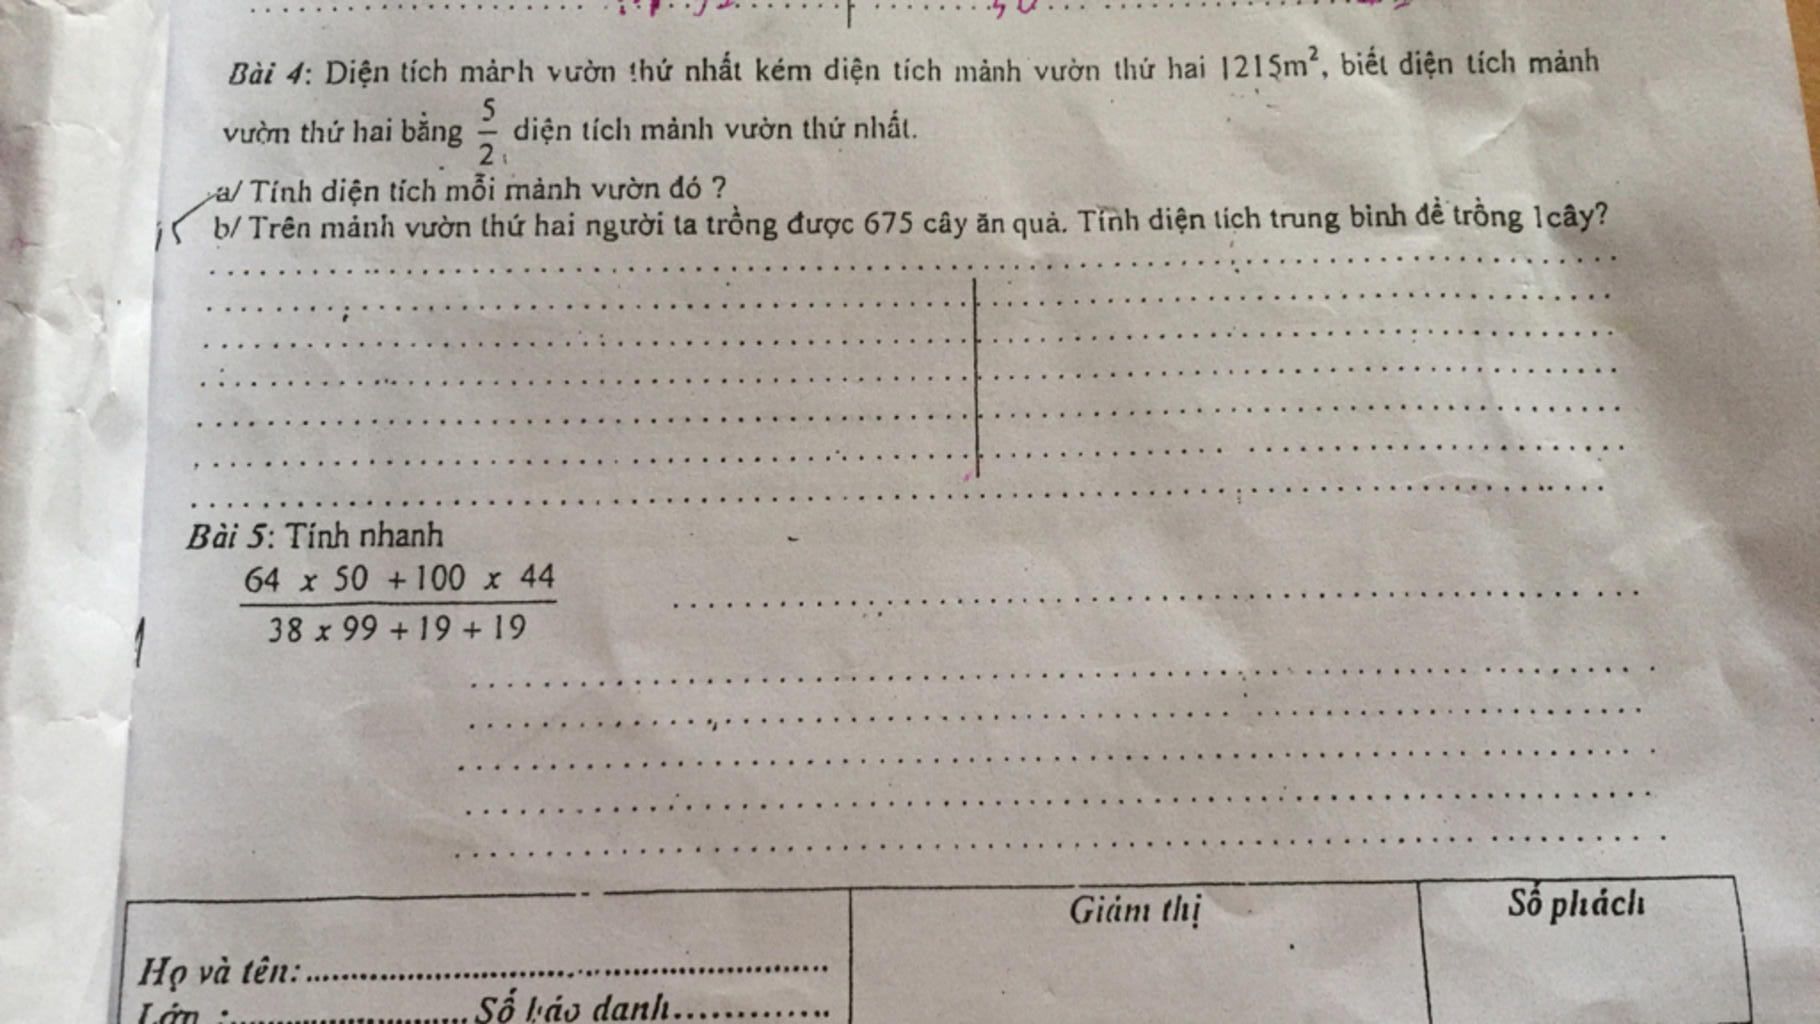 Bài 4: Diện tích mảnh vườn thứ nhất kém diện tích mảnh vườn thứ hai 1215m², biết diện tích mảnh
vườn thứ hai bằng 5/2 diện tích mảnh vườn thứ nhất.
a/ Tính diện tích mỗi mảnh vườn đó ?
b/ Trên mảnh vườn thứ hai người ta trồng được 675 cây ăn quả. Tính diện tích trung bình để trồng 1cây?
Bài 5: Tính nhanh
64 x 50 + 100 x 44
38 x 99 + 19 + 19
Giám thị
Số phách
Họ và tên:
Lớp : Số báo danh